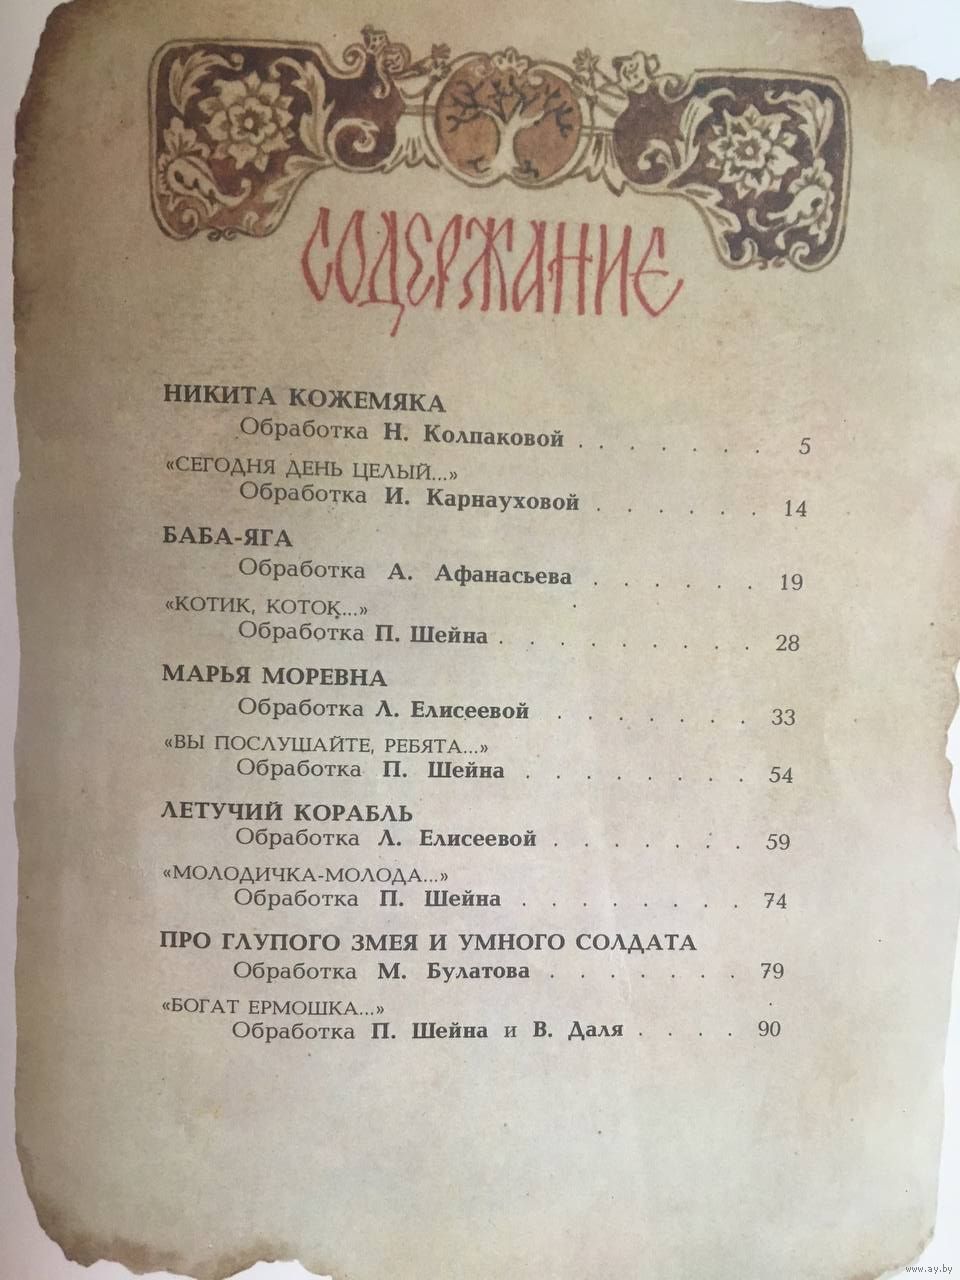 СОДЕРЖАНИЕ
НИКИТА КОЖЕМЯКА
Обработка Н. Колпаковой . . . . . . 5
«СЕГОДНЯ ДЕНЬ ЦЕЛЫЙ...»
Обработка И. Карнауховой . . . . . . 14
БАБА-ЯГА
Обработка А. Афанасьева . . . . . . 19
«КОТИК, КОТОК...»
Обработка П. Шейна . . . . . . . . . 28
МАРЬЯ МОРЕВНА
Обработка Л. Елисеевой . . . . . . . 33
«ВЫ ПОСЛУШАЙТЕ, РЕБЯТА...»
Обработка П. Шейна . . . . . . . . 54
ЛЕТУЧИЙ КОРАБЛЬ
Обработка Л. Елисеевой . . . . . . . 59
«МОЛОДИЧКА-МОЛОДА...»
Обработка П. Шейна . . . . . . . . 74
ПРО ГЛУПОГО ЗМЕЯ И УМНОГО СОЛДАТА
Обработка М. Булатова . . . . . . . 79
«БОГАТ ЕРМОШКА...»
Обработка П. Шейна и В. Даля . . . . 90
www.ay.by